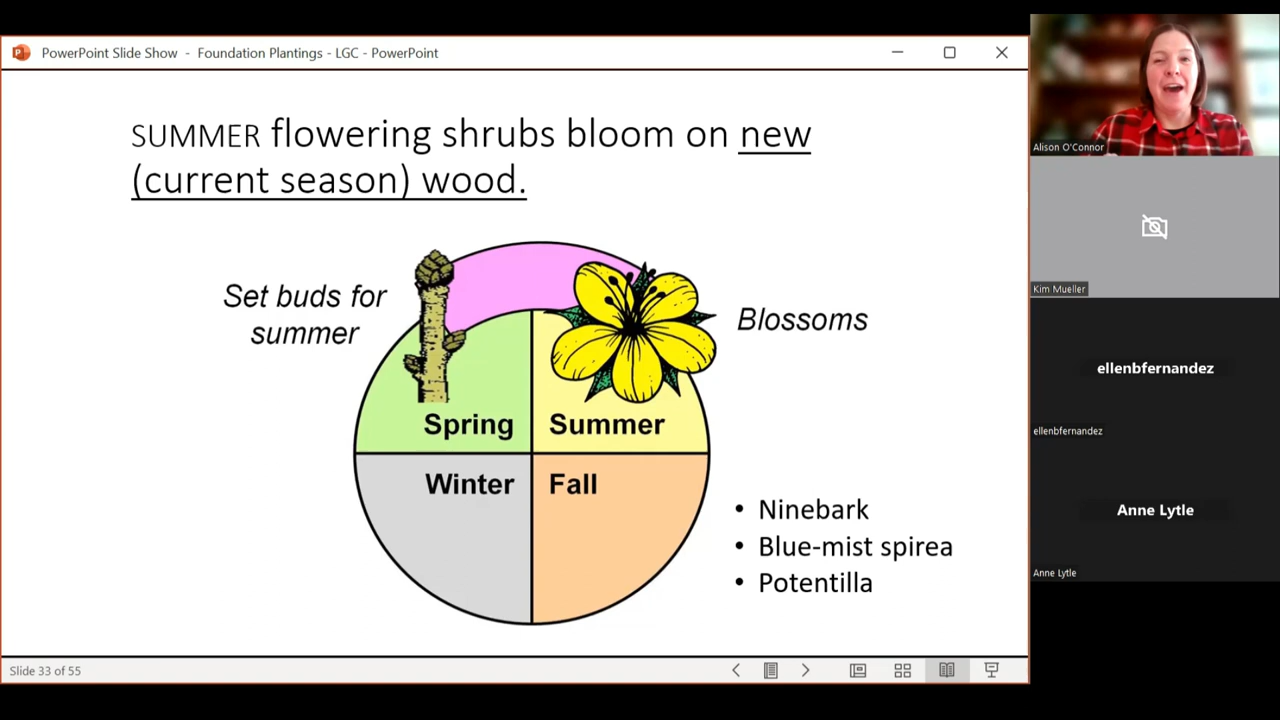 PowerPoint Slide Show - Foundation Plantings - LGC - PowerPoint
SUMMER flowering shrubs bloom on new
(current season) wood.
Set buds for
summer
Blossoms
Spring
Summer
Winter
Fall
• Ninebark
• Blue-mist spirea
• Potentilla
Slide 33 of 55
Alison O'Connor
Kim Mueller
ellenbfernandez
ellenbfernandez
Anne Lytle
Anne Lytle